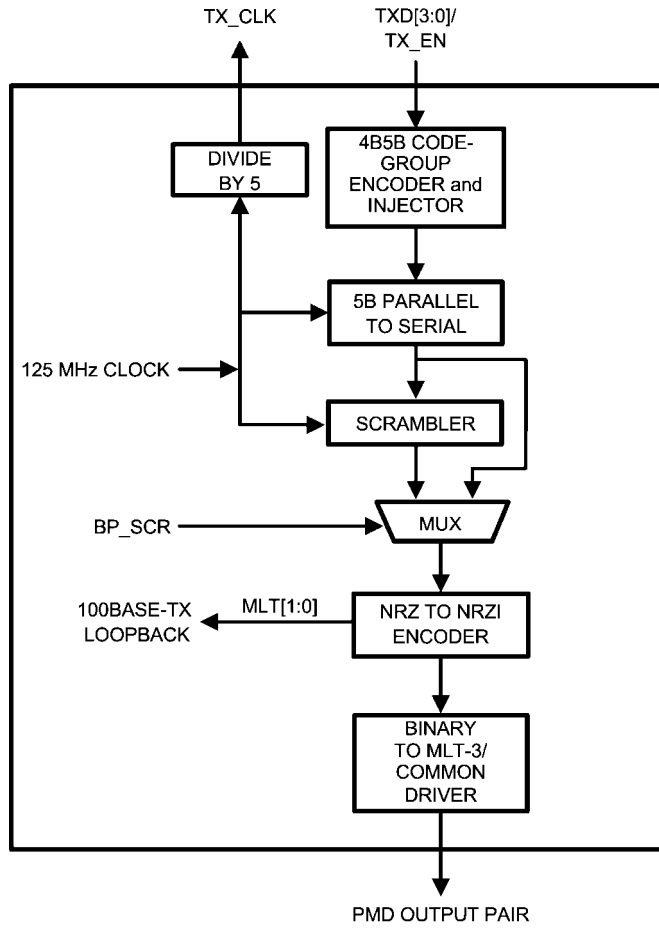 TX_CLK
TXD[3:0]/
TX_EN
DIVIDE
BY 5
4B5B CODE-
GROUP
ENCODER and
INJECTOR
5B PARALLEL
TO SERIAL
125 MHz CLOCK
SCRAMBLER
BP_SCR
MUX
100BASE-TX
LOOPBACK
MLT[1:0]
NRZ TO NRZI
ENCODER
BINARY
TO MLT-3/
COMMON
DRIVER
PMD OUTPUT PAIR